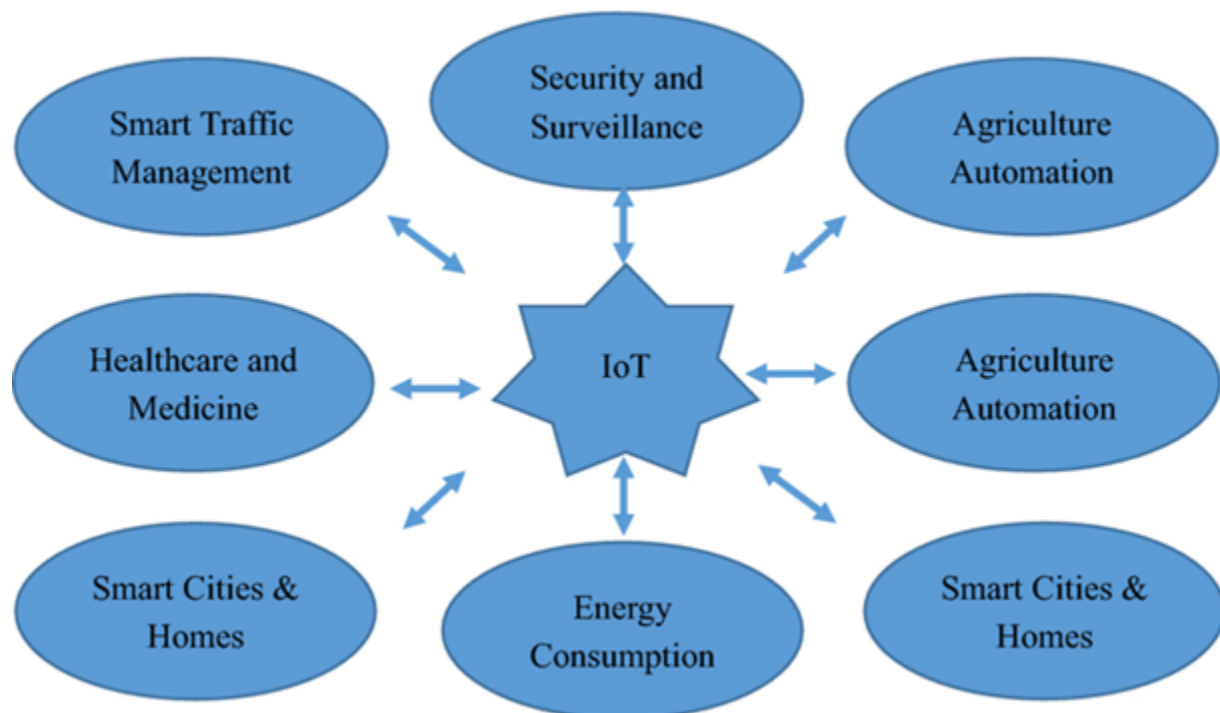 Security and
Surveillance
Smart Traffic
Management
Agriculture
Automation
Healthcare and
Medicine
IoT
Agriculture
Automation
Smart Cities &
Homes
Energy
Consumption
Smart Cities &
Homes